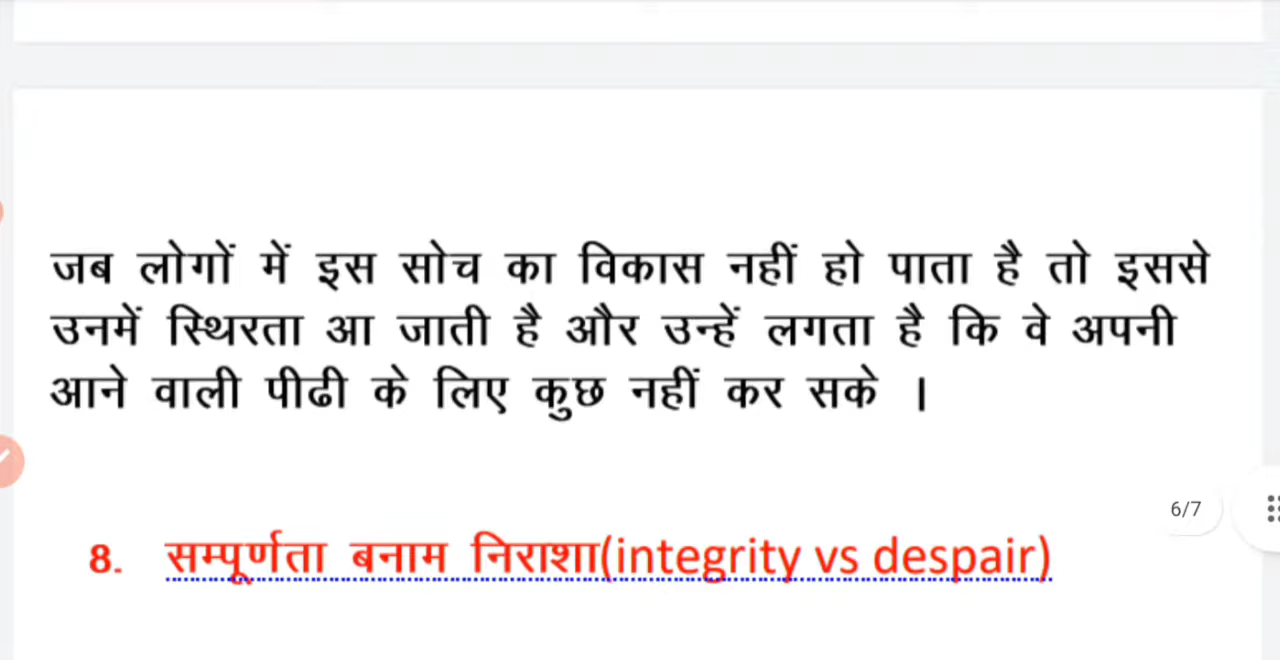 जब लोगों में इस सोच का विकास नहीं हो पाता है तो इससे
उनमें स्थिरता आ जाती है और उन्हें लगता है कि वे अपनी
आने वाली पीढी के लिए कुछ नहीं कर सके ।
6/7
8. सम्पूर्णता बनाम निराशा(integrity vs despair)